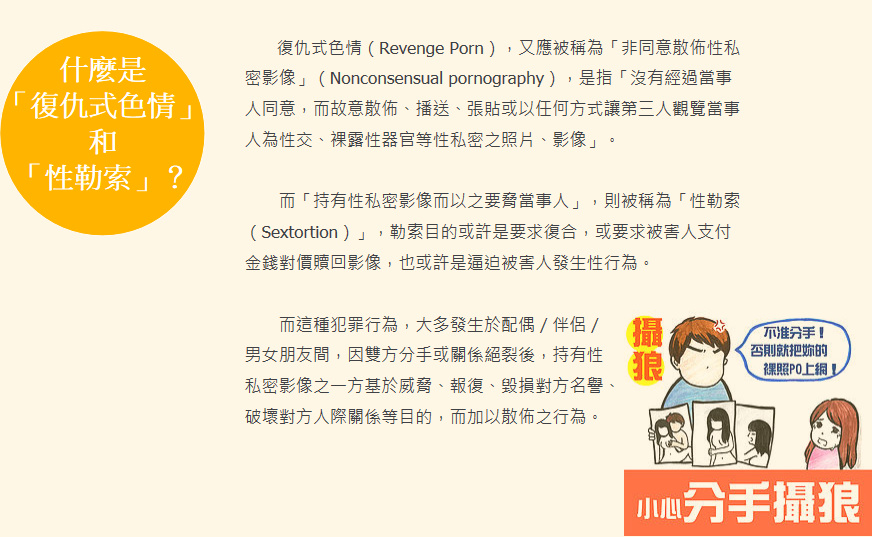 什麼是
「復仇式色情」
和
「性勒索」？
復仇式色情（Revenge Porn），又應被稱為「非同意散佈性私
密影像」（Nonconsensual pornography），是指「沒有經過當事
人同意，而故意散佈、播送、張貼或以任何方式讓第三人觀覽當事
人為性交、裸露性器官等性私密之照片、影像」。
而「持有性私密影像而以之要脅當事人」，則被稱為「性勒索
（Sextortion）」，勒索目的或許是要求復合，或要求被害人支付
金錢對價贖回影像，也或許是逼迫被害人發生性行為。
而這種犯罪行為，大多發生於配偶／伴侶／
男女朋友間，因雙方分手或關係絕裂後，持有性
私密影像之一方基於威脅、報復、毀損對方名譽、
破壞對方人際關係等目的，而加以散佈之行為。
攝
狼
不准分手！
否則就把妳的
裸照PO上網！
小心分手攝狼